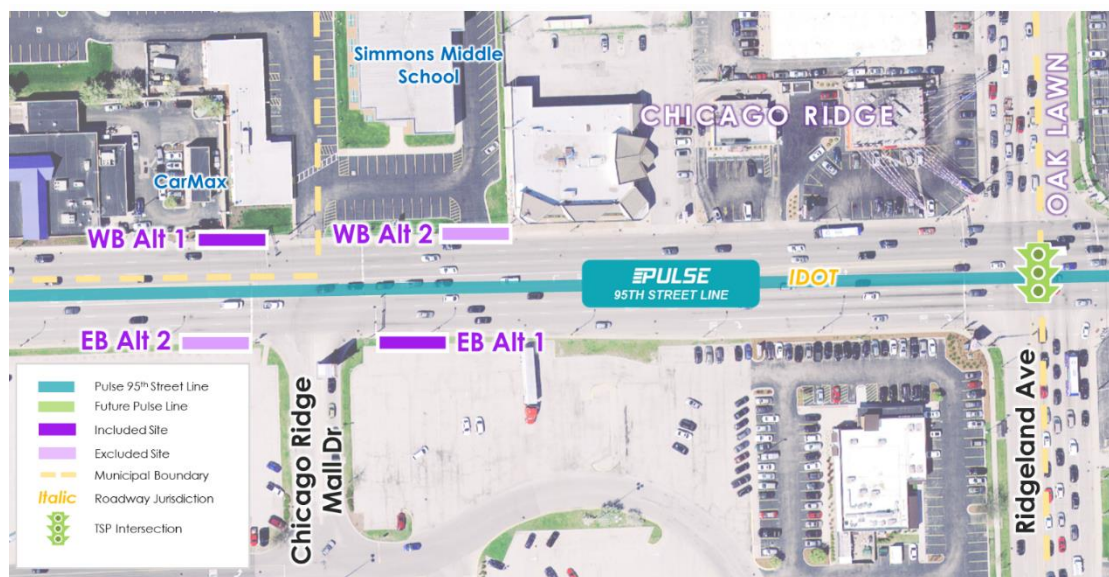 Simmons Middle
School
CHICAGO RIDGE
OAK LAWN
CarMax
WB Alt 1
WB Alt 2
PULSE
95TH STREET LINE
IDOT
EB Alt 2
EB Alt 1
Chicago Ridge
Mall Dr
Ridgeland Ave
Pulse 95th Street Line
Future Pulse Line
Included Site
Excluded Site
Municipal Boundary
Italic Roadway Jurisdiction
TSP Intersection